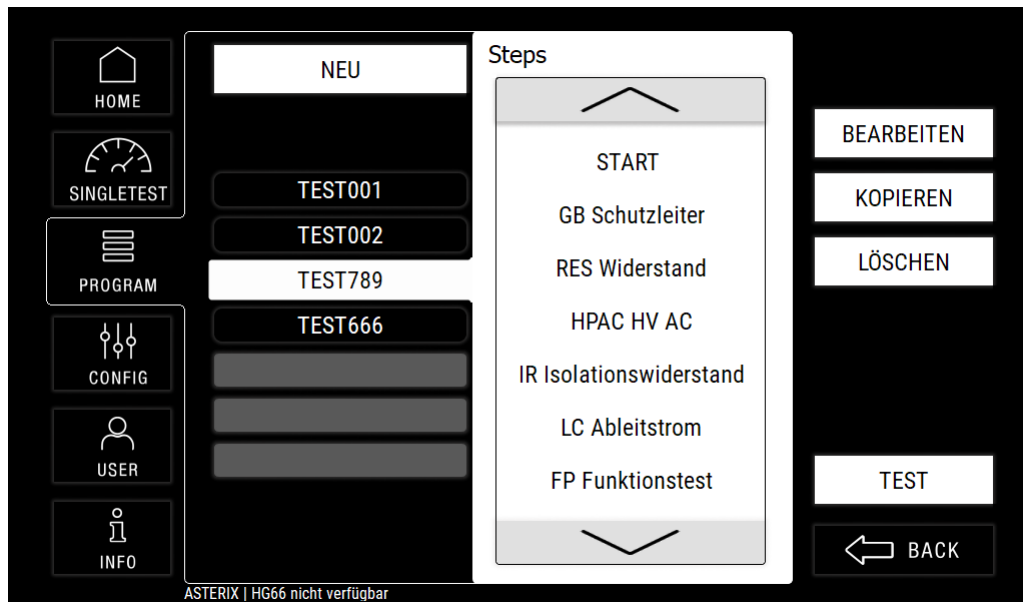 HOME
SINGLETEST
PROGRAM
CONFIG
USER
INFO
NEU
TEST001
TEST002
TEST789
TEST666
Steps
START
GB Schutzleiter
RES Widerstand
HPAC HV AC
IR Isolationswiderstand
LC Ableitstrom
FP Funktionstest
BEARBEITEN
KOPIEREN
LÖSCHEN
TEST
BACK
ASTERIX | HG66 nicht verfügbar